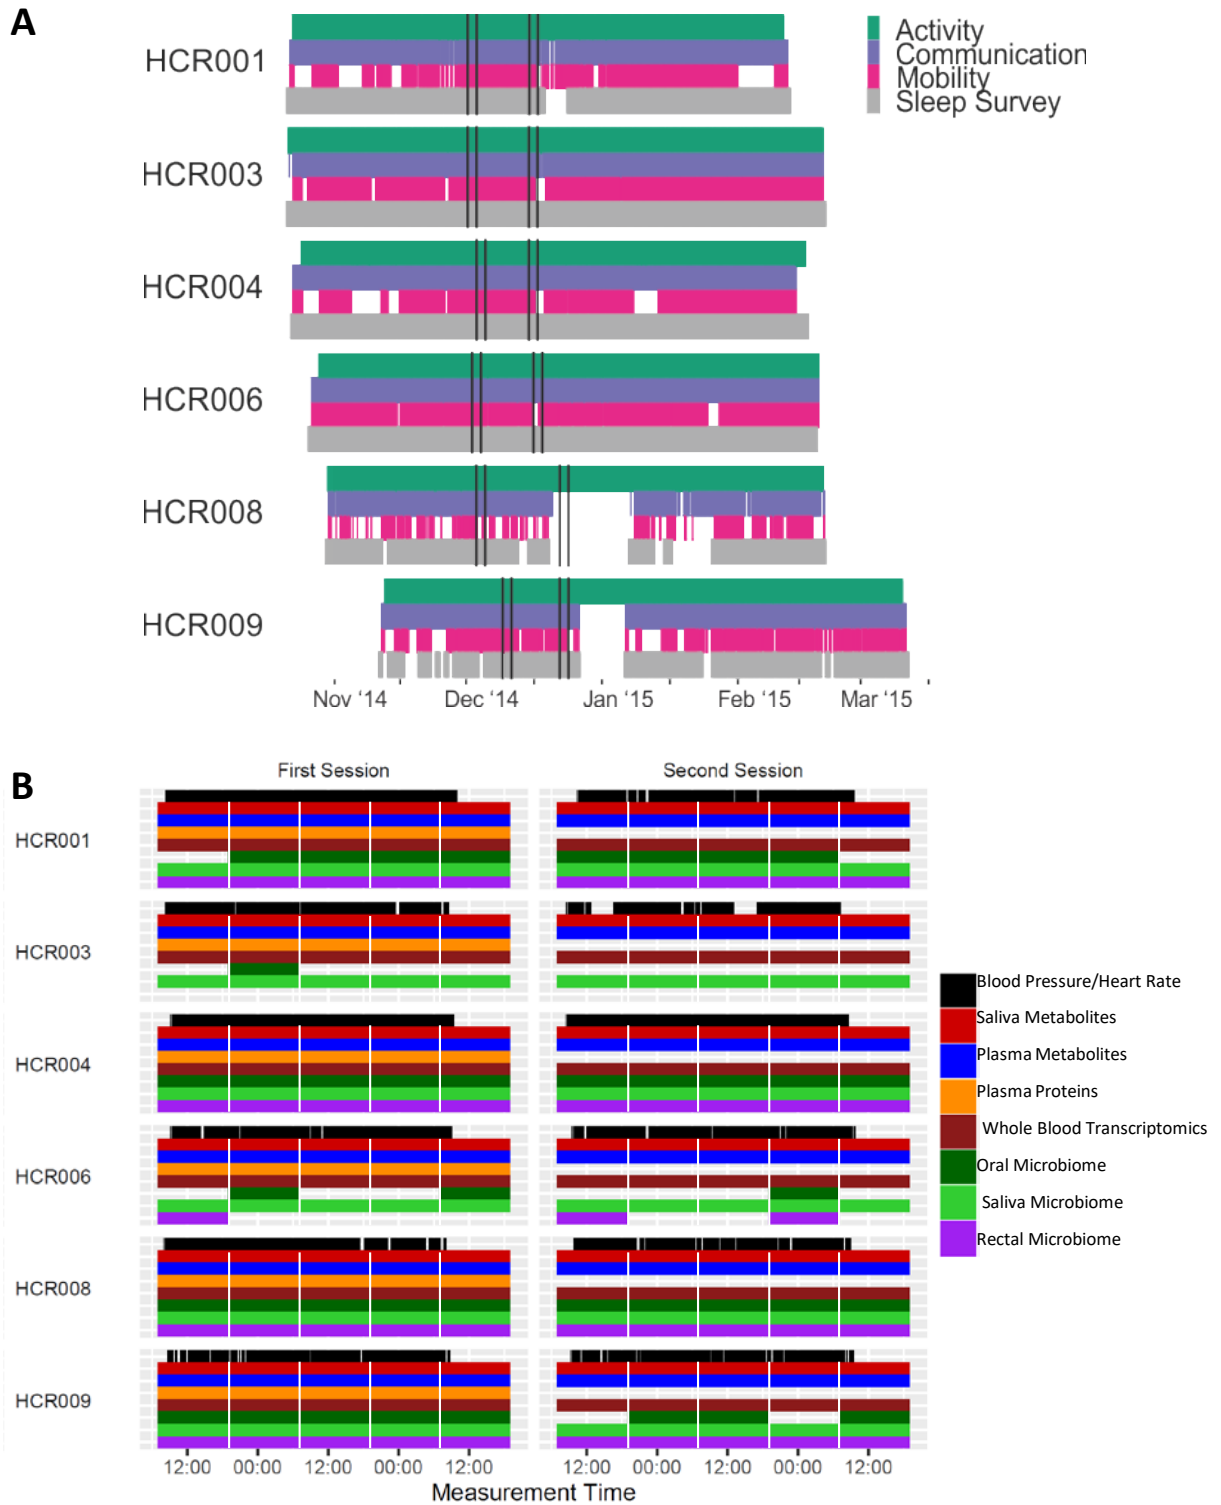 A
HCR001
HCR003
HCR004
HCR006
HCR008
HCR009
Activity
Communication
Mobility
Sleep Survey
Nov ‘14 Dec ‘14 Jan ‘15 Feb ‘15 Mar ‘15
B
First Session Second Session
HCR001
HCR003
HCR004
HCR006
HCR008
HCR009
Blood Pressure/Heart Rate
Saliva Metabolites
Plasma Metabolites
Plasma Proteins
Whole Blood Transcriptomics
Oral Microbiome
Saliva Microbiome
Rectal Microbiome
12:00 00:00 12:00 00:00 12:00 12:00 00:00 12:00 00:00 12:00
Measurement Time